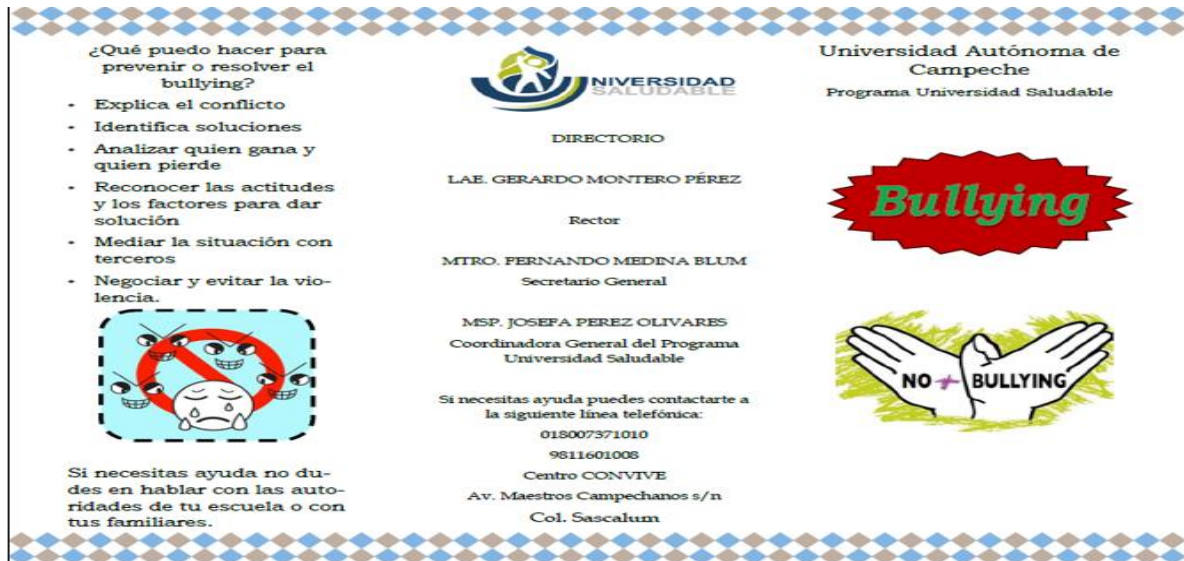 ¿Qué puedo hacer para
prevenir o resolver el
bullying?
• Explica el conflicto
• Identifica soluciones
• Analizar quien gana y
quien pierde
• Reconocer las actitudes
y los factores para dar
solución
• Mediar la situación con
terceros
• Negociar y evitar la vio-
lencia.
Si necesitas ayuda no du-
des en hablar con las auto-
ridades de tu escuela o con
tus familiares.
NIVERSIDAD
SALUDABLE
DIRECTORIO
LAE. GERARDO MONTERO PÉREZ
Rector
MTRO. FERNANDO MEDINA BLUM
Secretario General
MSP. JOSEFA PEREZ OLIVARES
Coordinadora General del Programa
Universidad Saludable
Si necesitas ayuda puedes contactarte a
la siguiente línea telefónica:
018007371010
9811601008
Centro CONVIVE
Av. Maestros Campechanos s/n
Col. Sascalum
Universidad Autónoma de
Campeche
Programa Universidad Saludable
Bullying
NO + BULLYING